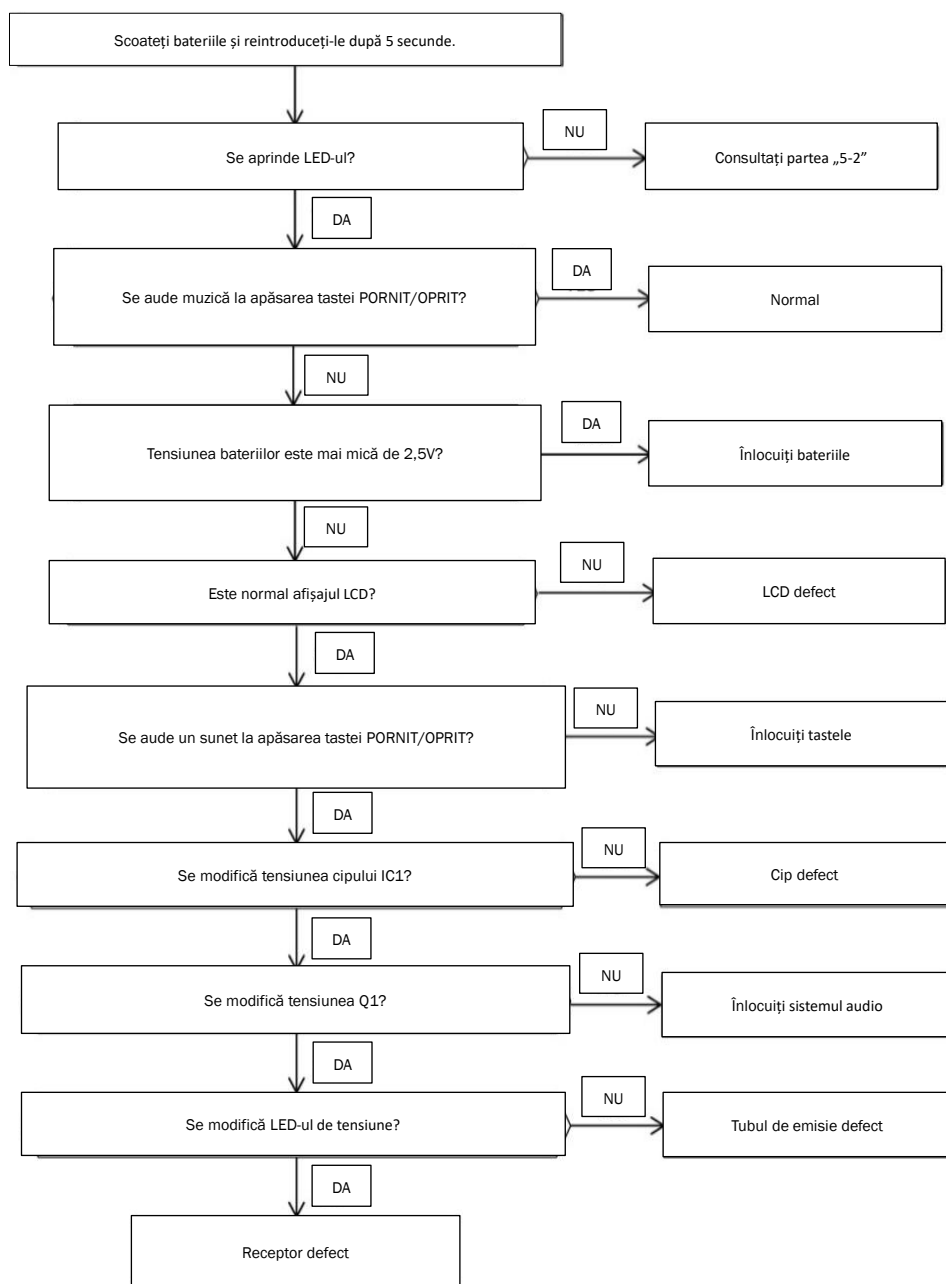 Scoateți bateriile și reintroduceți-le după 5 secunde.
NU
Se aprinde LED-ul?
Consultați partea „5-2”
DA
DA
Se aude muzică la apăsarea tastei PORNIT/OPRIT?
Normal
NU
DA
Tensiunea bateriilor este mai mică de 2,5V?
Înlocuiți bateriile
NU
NU
Este normal afișajul LCD?
LCD defect
DA
NU
Se aude un sunet la apăsarea tastei PORNIT/OPRIT?
Înlocuiți tastele
DA
NU
Se modifică tensiunea cipului IC1?
Cip defect
DA
NU
Se modifică tensiunea Q1?
Înlocuiți sistemul audio
DA
NU
Se modifică LED-ul de tensiune?
Tubul de emisie defect
DA
Receptor defect